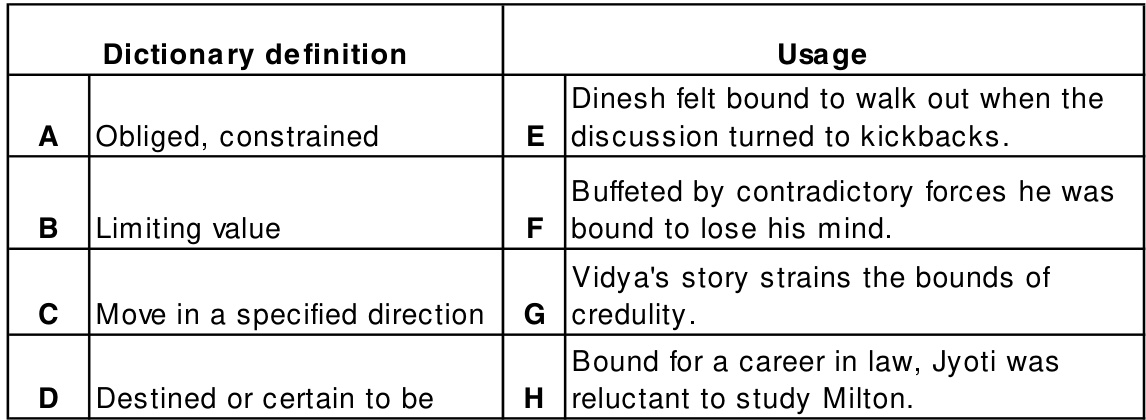 Dictionary definition Usage
A Obliged, constrained E Dinesh felt bound to walk out when the
discussion turned to kickbacks.
B Limiting value F Buffeted by contradictory forces he was
bound to lose his mind.
C Move in a specified direction G Vidya's story strains the bounds of
credulity.
D Destined or certain to be H Bound for a career in law, Jyoti was
reluctant to study Milton.